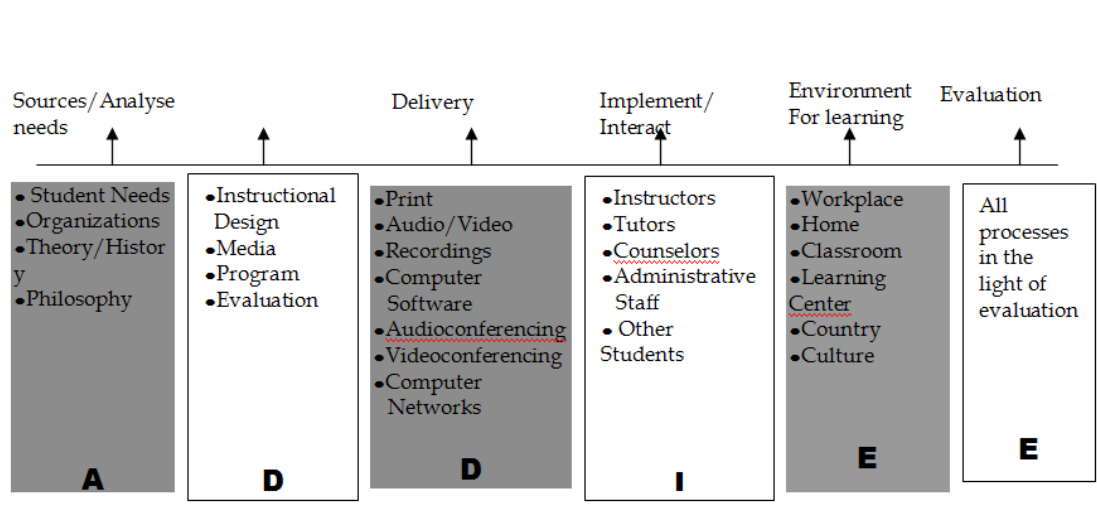 Sources/Analyse
needs
Delivery
Implement/
Interact
Environment
For learning
Evaluation
• Student Needs
•Organizations
•Theory/Histor
y
•Philosophy
A
•Instructional
Design
•Media
•Program
•Evaluation
D
•Print
•Audio/Video
•Recordings
•Computer
Software
•Audioconferencing
•Videoconferencing
•Computer
Networks
D
•Instructors
•Tutors
•Counselors
•Administrative
Staff
• Other
Students
I
•Workplace
•Home
•Classroom
•Learning
Center
•Country
•Culture
E
All
processes
in the
light of
evaluation
E